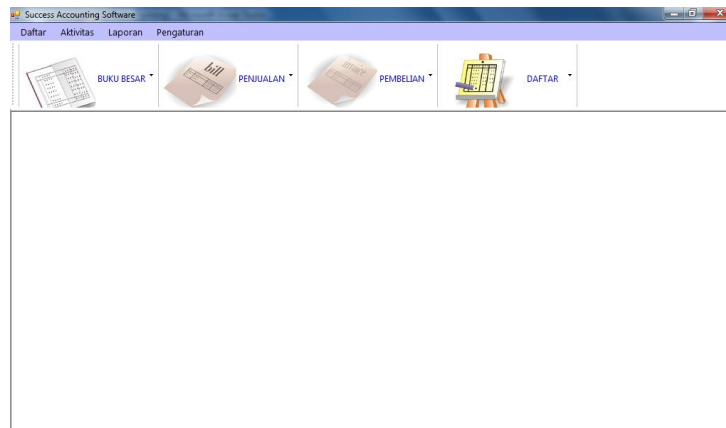 Success Accounting Software
Daftar Aktivitas Laporan Pengaturan
BUKU BESAR
bill
PENJUALAN
PEMBELIAN
DAFTAR